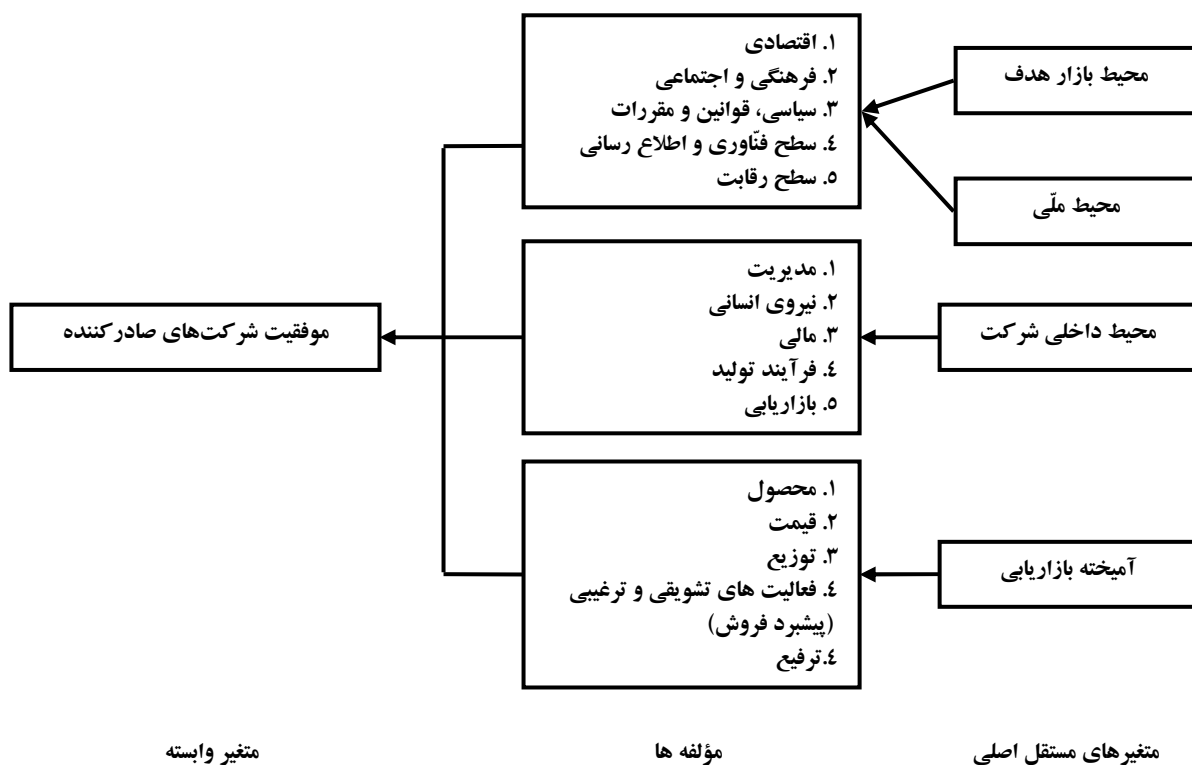 محیط بازار هدف
محیط ملّی
محیط داخلی شرکت
آمیخته بازاریابی
۱. اقتصادی
۲. فرهنگی و اجتماعی
۳. سیاسی، قوانین و مقررات
٤. سطح فنّاوری و اطلاع رسانی
٥. سطح رقابت
۱. مدیریت
۲. نیروی انسانی
۳. مالی
٤. فرآیند تولید
٥. بازاریابی
۱. محصول
۲. قیمت
۳. توزیع
٤. فعالیت های تشویقی و ترغیبی
(پیشبرد فروش)
٤.ترفیع
موفقیت شرکت‌های صادرکننده
متغیرهای مستقل اصلی
مؤلفه ها
متغیر وابسته